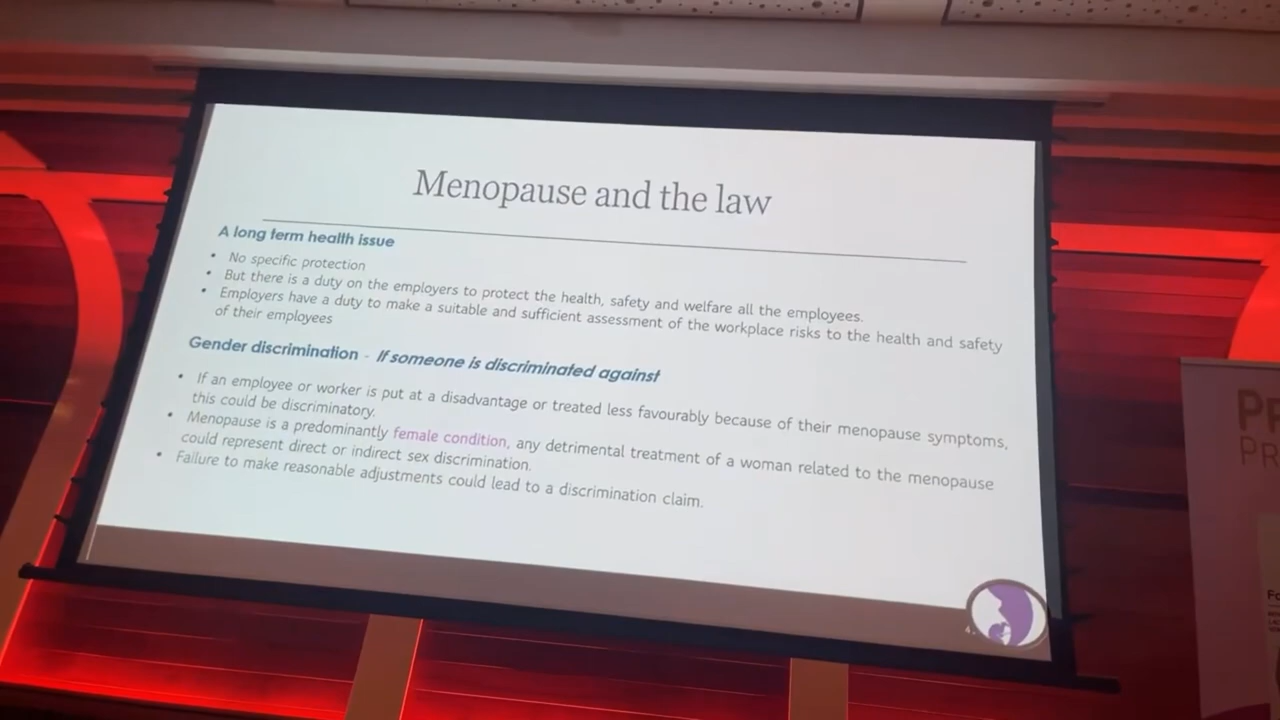 Menopause and the law
A long term health issue
• No specific protection
• But there is a duty on the employers to protect the health, safety and welfare all the employees.
• Employers have a duty to make a suitable and sufficient assessment of the workplace risks to the health and safety
of their employees
Gender discrimination - If someone is discriminated against
• If an employee or worker is put at a disadvantage or treated less favourably because of their menopause symptoms,
this could be discriminatory.
• Menopause is a predominantly female condition, any detrimental treatment of a woman related to the menopause
could represent direct or indirect sex discrimination.
• Failure to make reasonable adjustments could lead to a discrimination claim.
4.